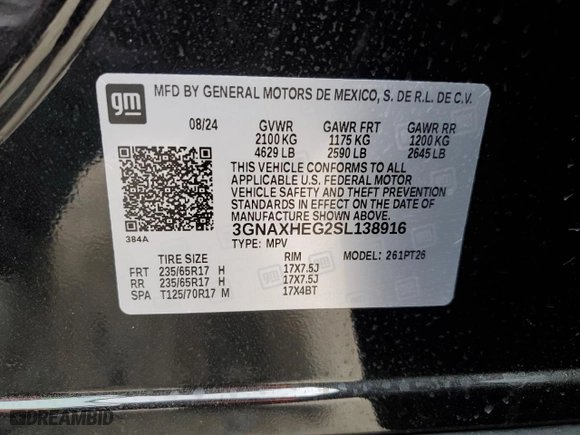 gm MFD BY GENERAL MOTORS DE MEXICO, S. DE R.L. DE C.V.
08/24 GVWR GAWR FRT GAWR RR
2100 KG 1175 KG 1200 KG
4629 LB 2590 LB 2645 LB
THIS VEHICLE CONFORMS TO ALL
APPLICABLE U.S. FEDERAL MOTOR
VEHICLE SAFETY AND THEFT PREVENTION
STANDARDS IN EFFECT ON THE DATE OF
MANUFACTURE SHOWN ABOVE.
3GNAXHEG2SL138916
384A TYPE: MPV
TIRE SIZE RIM MODEL: 261PT26
FRT 235/65R17 H 17X7.5J
RR 235/65R17 H 17X7.5J
SPA T125/70R17 M 17X4BT
DREAMBID